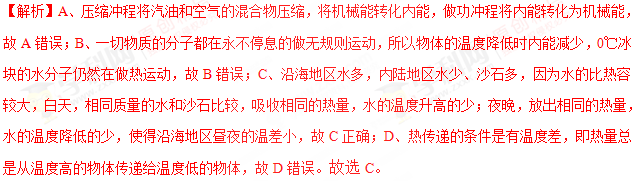 【解析】A、压缩冲程将汽油和空气的混合物压缩，将机械能转化内能，做功冲程将内能转化为机械能，
故 A 错误；B、一切物质的分子都在永不停息的做无规则运动，所以物体的温度降低时内能减少，0℃冰
块的水分子仍然在做热运动，故 B 错误；C、沿海地区水多，内陆地区水少、沙石多，因为水的比热容
较大，白天，相同质量的水和沙石比较，吸收相同的热量，水的温度升高的少；夜晚，放出相同的热量，
水的温度降低的少，使得沿海地区昼夜的温差小，故 C 正确；D、热传递的条件是有温度差，即热量总
是从温度高的物体传递给温度低的物体，故 D 错误。故选 C。